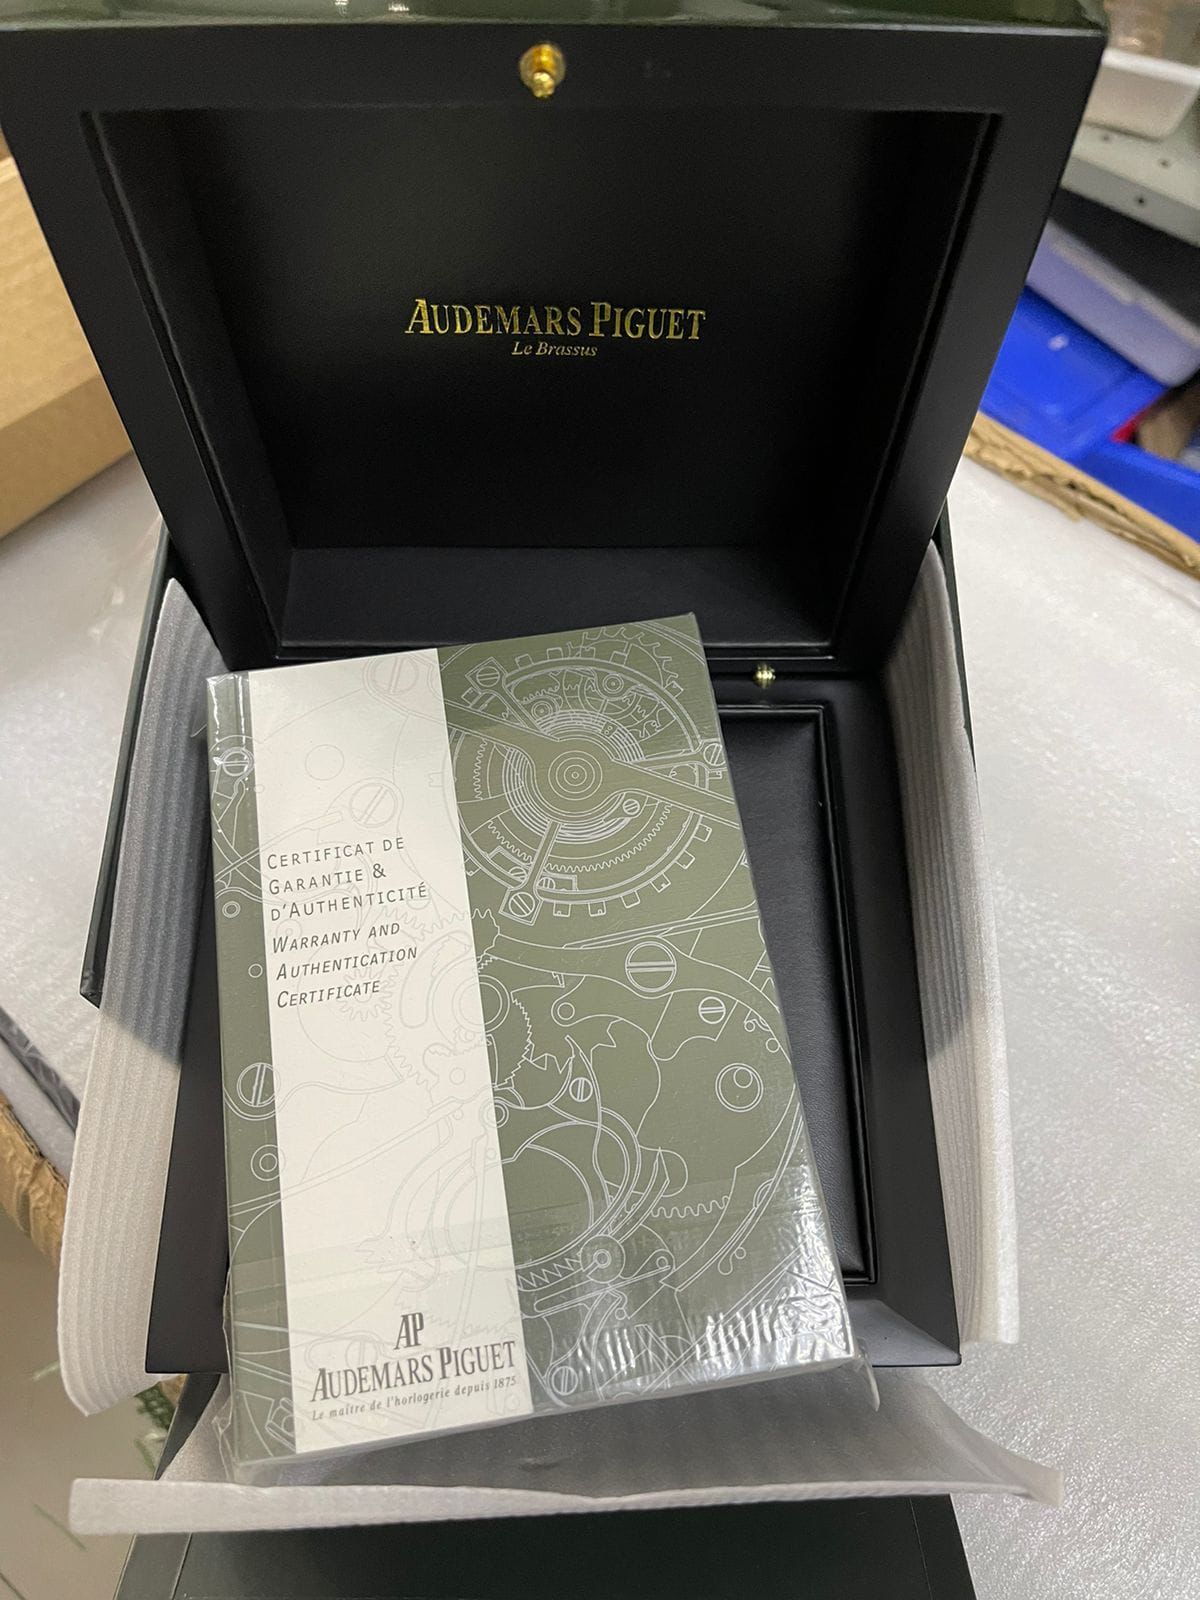 AUDEMARS PIGUET
Le Brassus
CERTIFICAT DE
GARANTIE &
D'AUTHENTICITÉ
WARRANTY AND
AUTHENTICATION
CERTIFICATE
AP
AUDEMARS PIGUET
Le maître de l'horlogerie depuis 1875